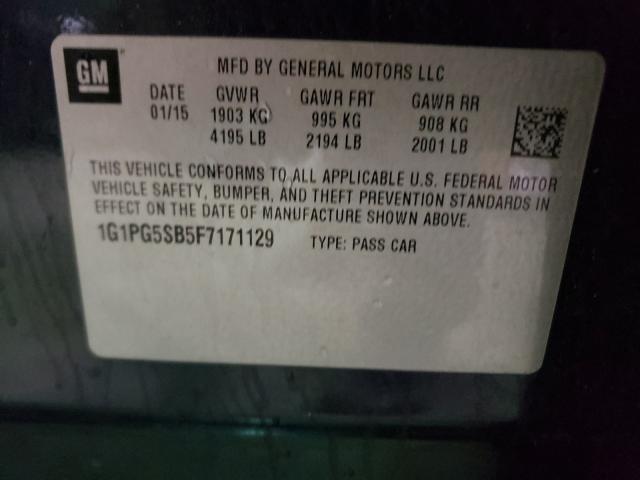 GM
MFD BY GENERAL MOTORS LLC
DATE GVWR GAWR FRT GAWR RR
01/15 1903 KG 995 KG 908 KG
4195 LB 2194 LB 2001 LB
THIS VEHICLE CONFORMS TO ALL APPLICABLE U.S. FEDERAL MOTOR
VEHICLE SAFETY, BUMPER, AND THEFT PREVENTION STANDARDS IN
EFFECT ON THE DATE OF MANUFACTURE SHOWN ABOVE.
1G1PG5SB5F7171129 TYPE: PASS CAR